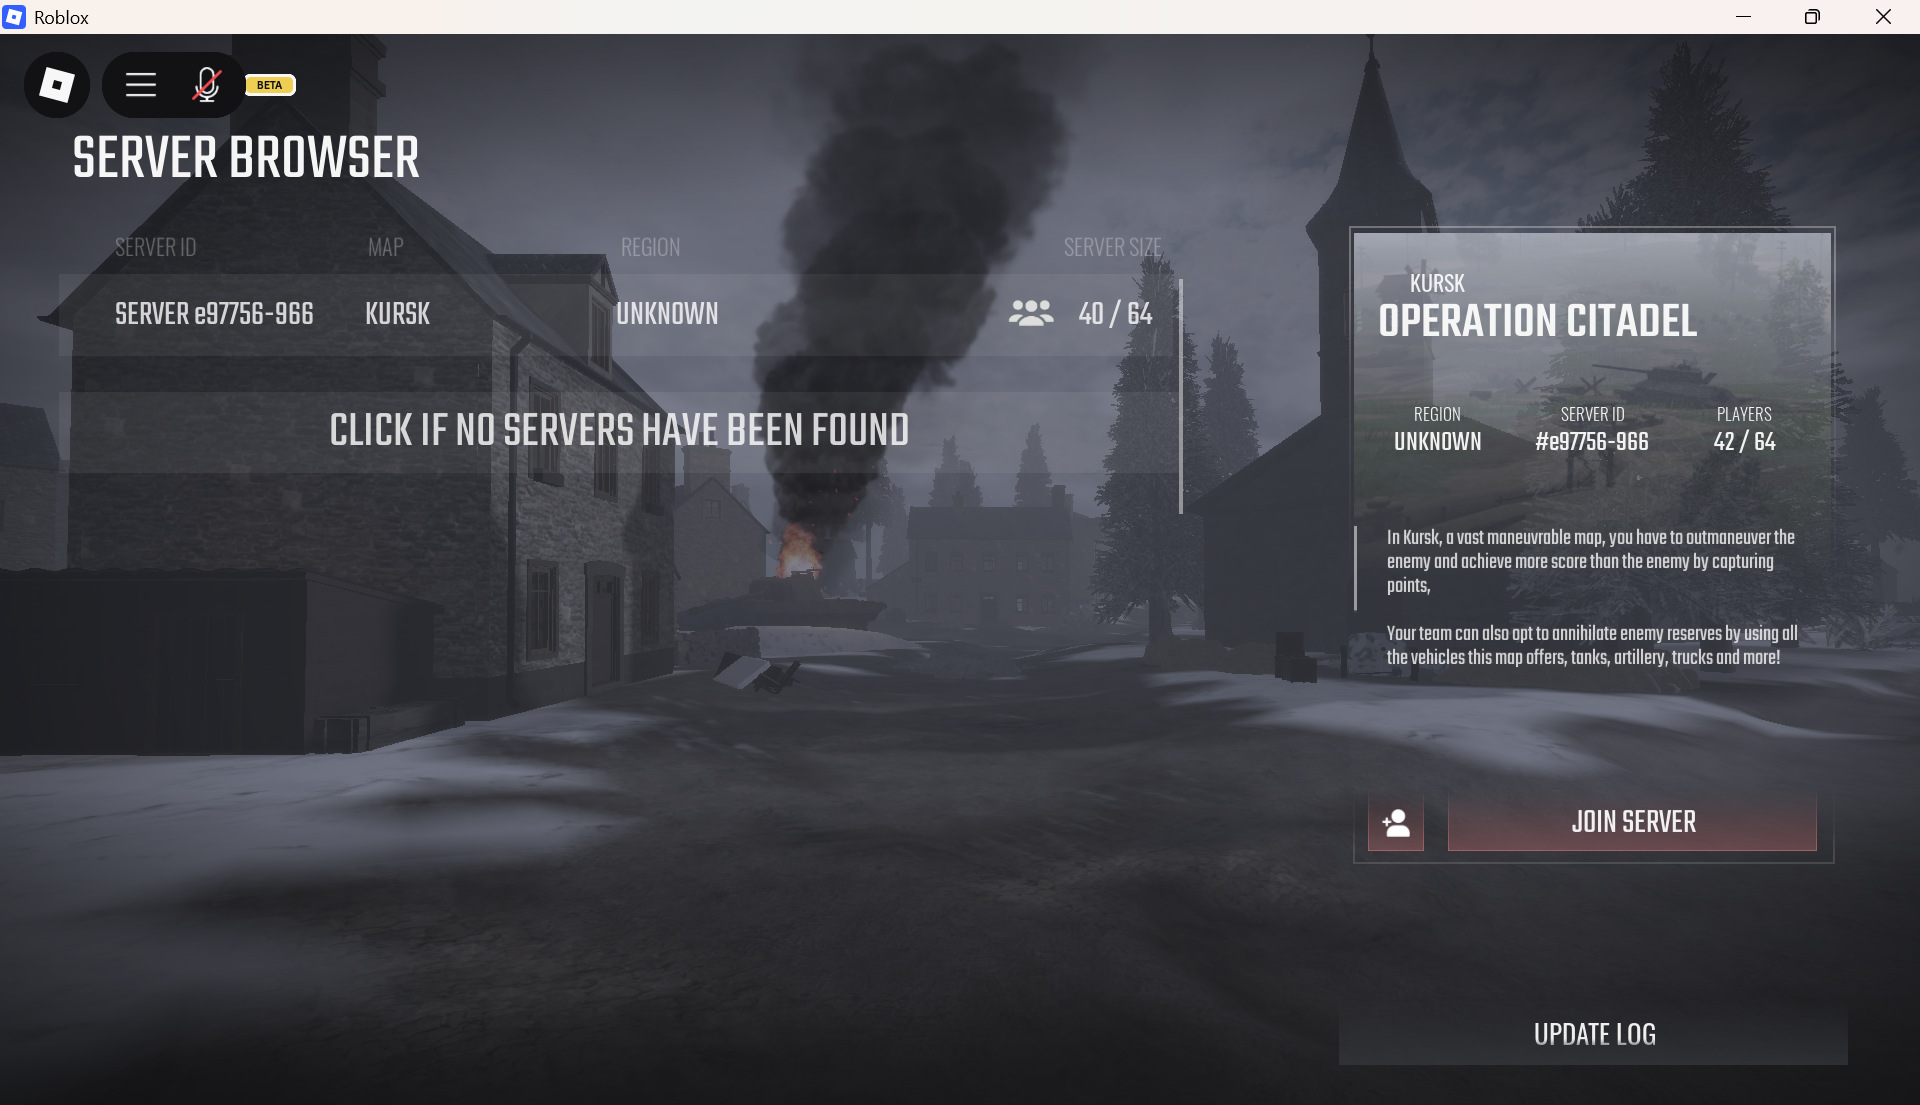 Roblox
BETA
SERVER BROWSER
SERVER ID MAP REGION SERVER SIZE
SERVER e97756-966 KURSK UNKNOWN 40 / 64
CLICK IF NO SERVERS HAVE BEEN FOUND
KURSK
OPERATION CITADEL
REGION SERVER ID PLAYERS
UNKNOWN #e97756-966 42 / 64
In Kursk, a vast maneuvrable map, you have to outmaneuver the
enemy and achieve more score than the enemy by capturing
points,
Your team can also opt to annihilate enemy reserves by using all
the vehicles this map offers, tanks, artillery, trucks and more!
JOIN SERVER
UPDATE LOG